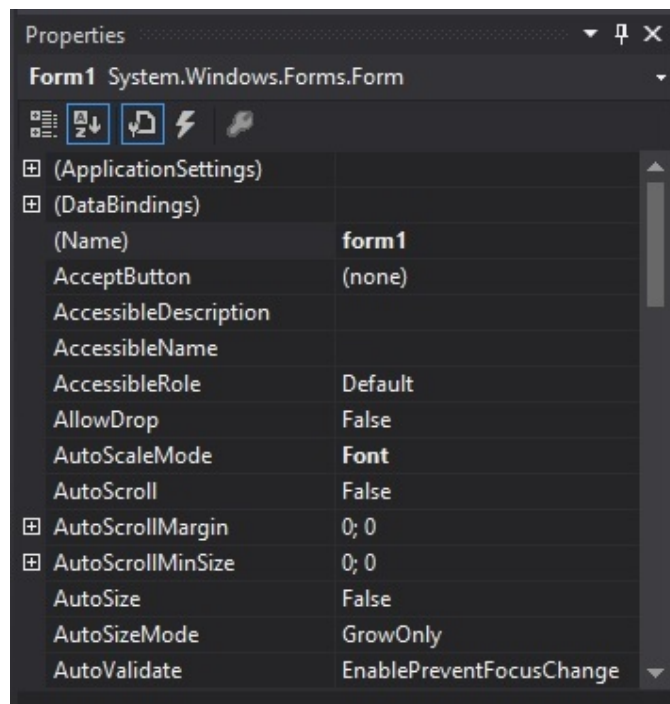 Properties
Form1 System.Windows.Forms.Form
(ApplicationSettings)
(DataBindings)
(Name) form1
AcceptButton (none)
AccessibleDescription
AccessibleName
AccessibleRole Default
AllowDrop False
AutoScaleMode Font
AutoScroll False
AutoScrollMargin 0; 0
AutoScrollMinSize 0; 0
AutoSize False
AutoSizeMode GrowOnly
AutoValidate EnablePreventFocusChange